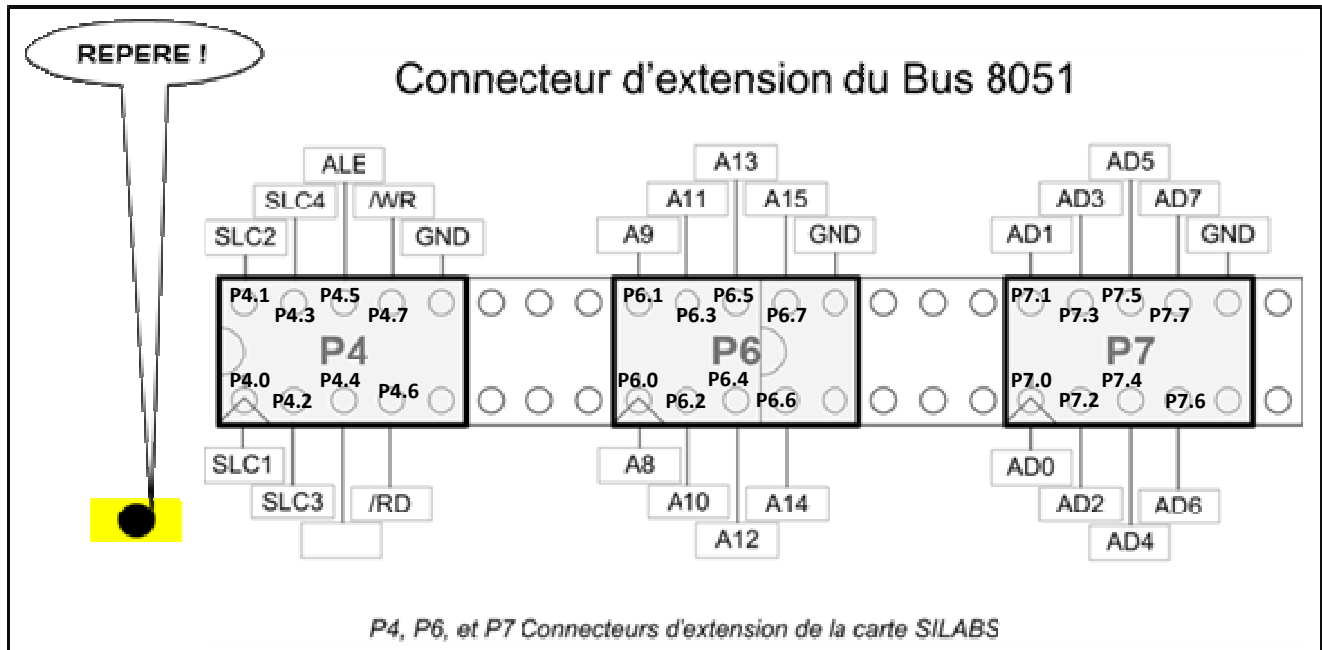 REPERE !
Connecteur d'extension du Bus 8051
ALE A13 AD5
SLC4 /WR A11 A15 AD3 AD7
SLC2 GND A9 GND AD1 GND
P4.1 P4.5 P6.1 P6.5 P7.1 P7.5
P4.3 P4.7 P6.3 P6.7 P7.3 P7.7
P4 P6 P7
P4.0 P4.4 P6.0 P6.4 P7.0 P7.4
P4.2 P4.6 P6.2 P6.6 P7.2 P7.6
SLC1 A8 AD0
SLC3 /RD A10 A14 AD2 AD6
A12 AD4
P4, P6, et P7 Connecteurs d'extension de la carte SILABS